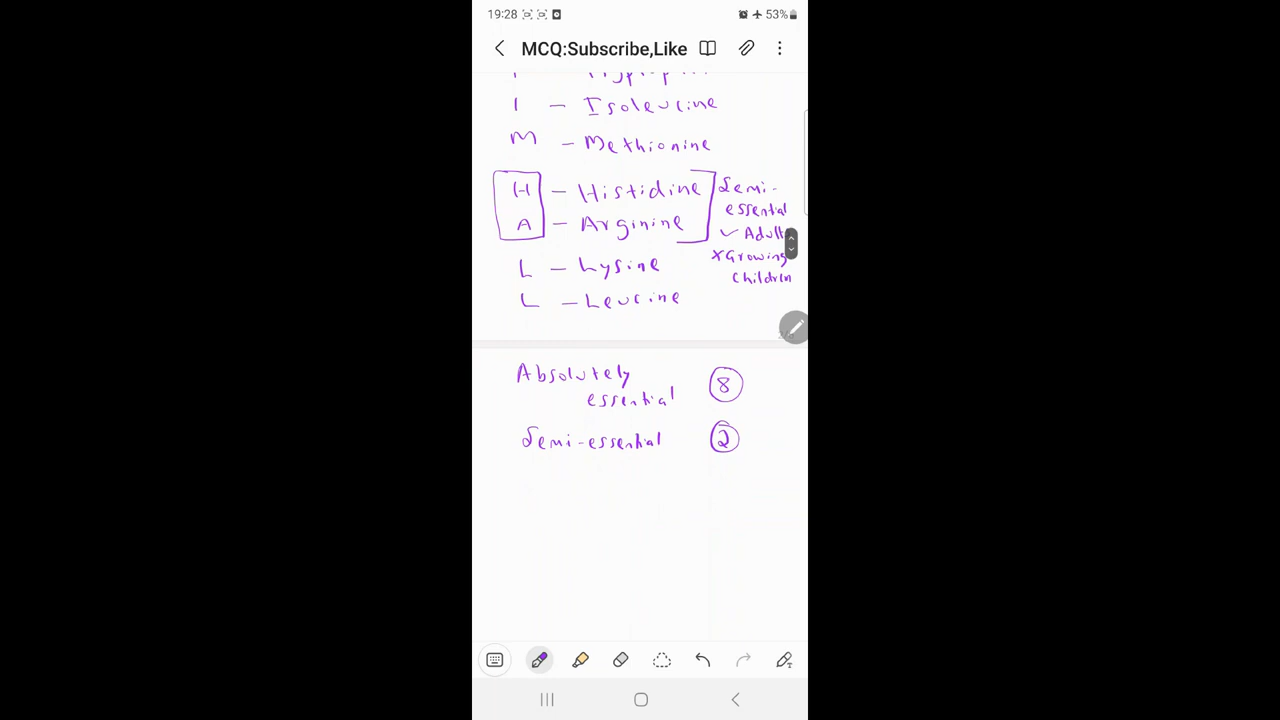 19:28 53%
MCQ:Subscribe,Like
I - Isoleucine
M - Methionine
H - Histidine
A - Arginine
Semi-
essential
✓ Adult
×Growing
Children
L - Lysine
L - Leucine
Absolutely
essential 8
Semi-essential 2